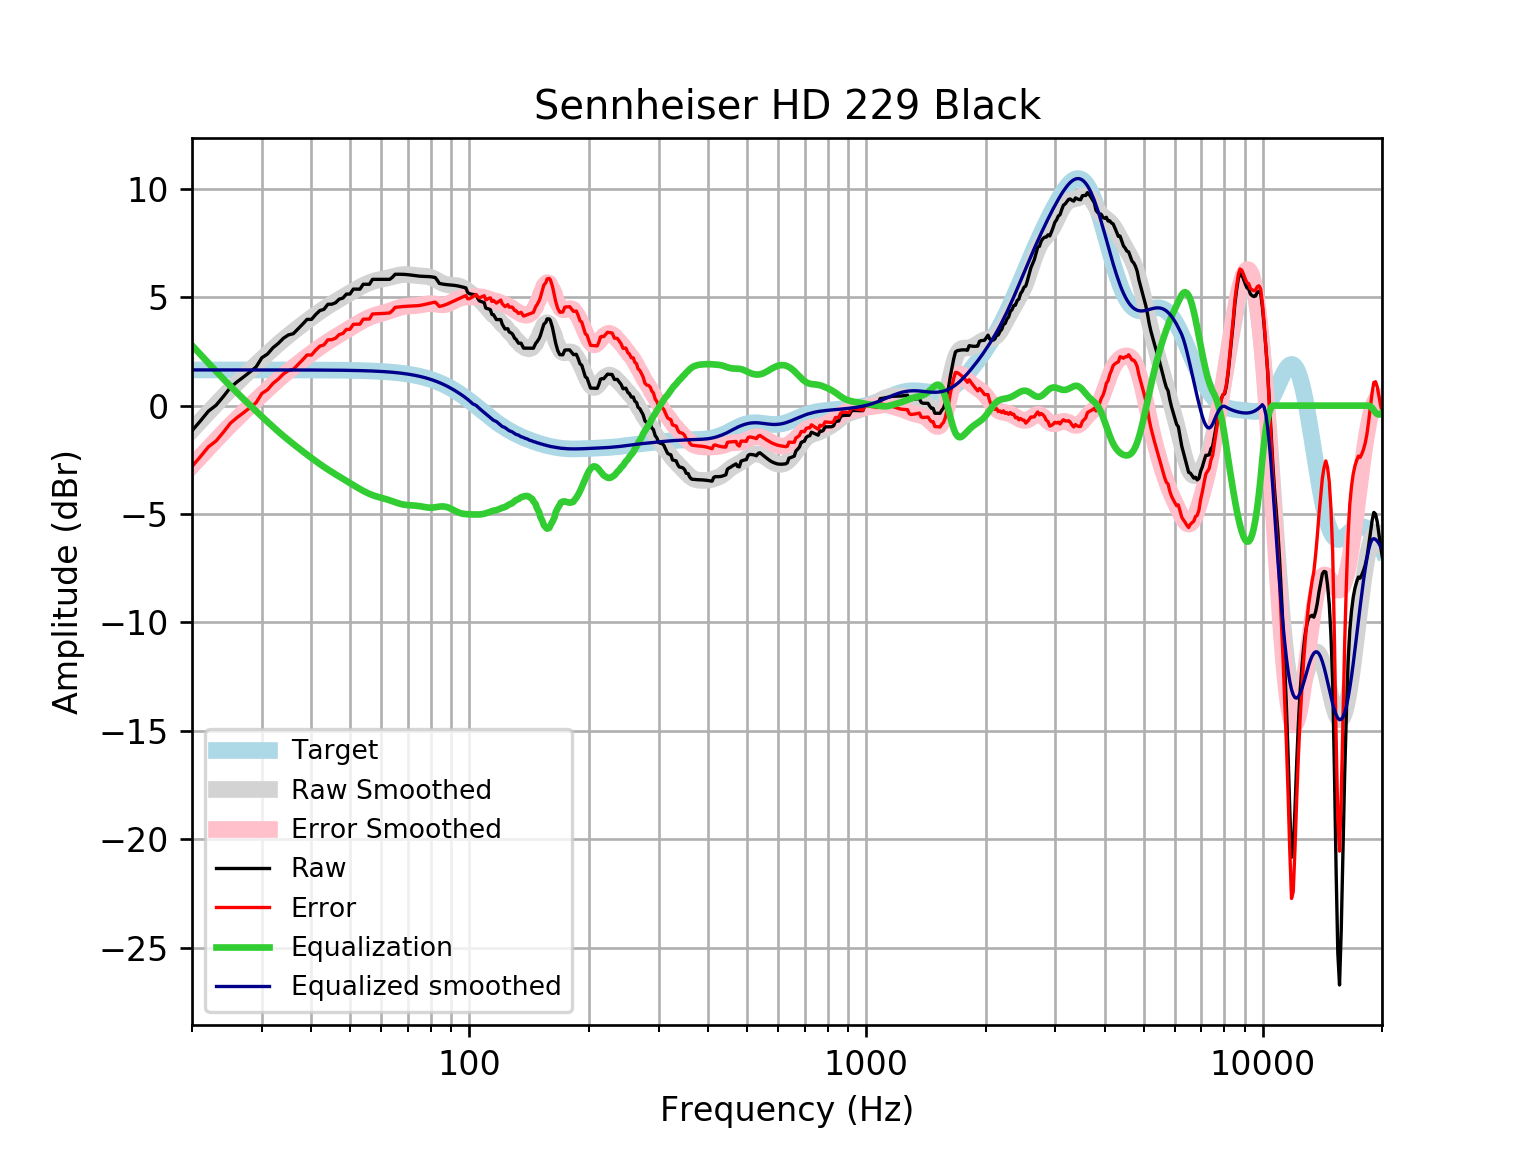 Sennheiser HD 229 Black
Amplitude (dBr)
10
5
0
−5
−10
−15
−20
−25
Target
Raw Smoothed
Error Smoothed
Raw
Error
Equalization
Equalized smoothed
100
1000
10000
Frequency (Hz)